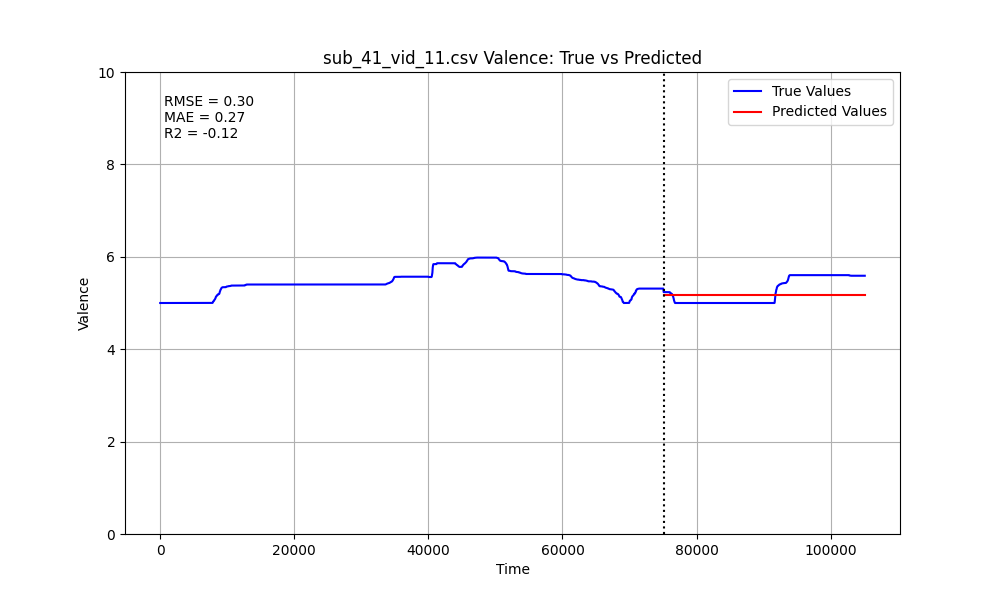 sub_41_vid_11.csv Valence: True vs Predicted
RMSE = 0.30
MAE = 0.27
R2 = -0.12
True Values
Predicted Values
Valence
10
8
6
4
2
0
0
20000
40000
60000
80000
100000
Time